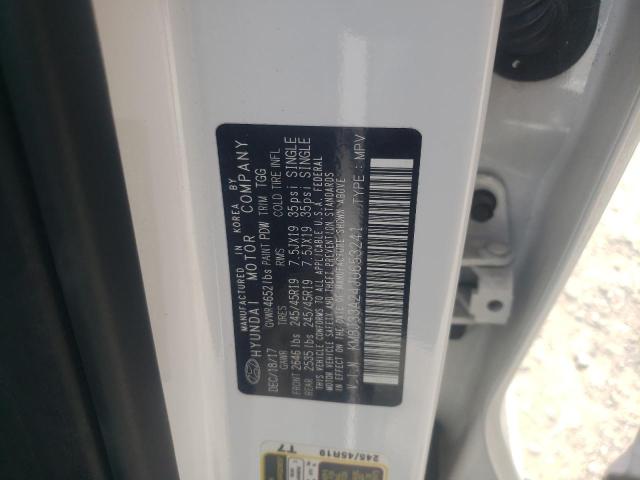 MANUFACTURED IN KOREA BY
HYUNDAI MOTOR COMPANY
DEC/18/17 GVWR 4652 lbs PAINT PDW TRIM TGG
GAWR TIRES RIMS COLD TIRE INFL
FRONT 2646 lbs 245/45R19 7.5JX19 35psi SINGLE
REAR 2535 lbs 245/45R19 7.5JX19 35psi SINGLE
THIS VEHICLE CONFORMS TO ALL APPLICABLE U.S.A. FEDERAL
MOTOR VEHICLE SAFETY AND THEFT PREVENTION STANDARDS
IN EFFECT ON THE DATE OF MANUFACTURE SHOWN ABOVE
V.I.N KM8J33A24JU653241 TYPE : MPV
T7
245/45R19